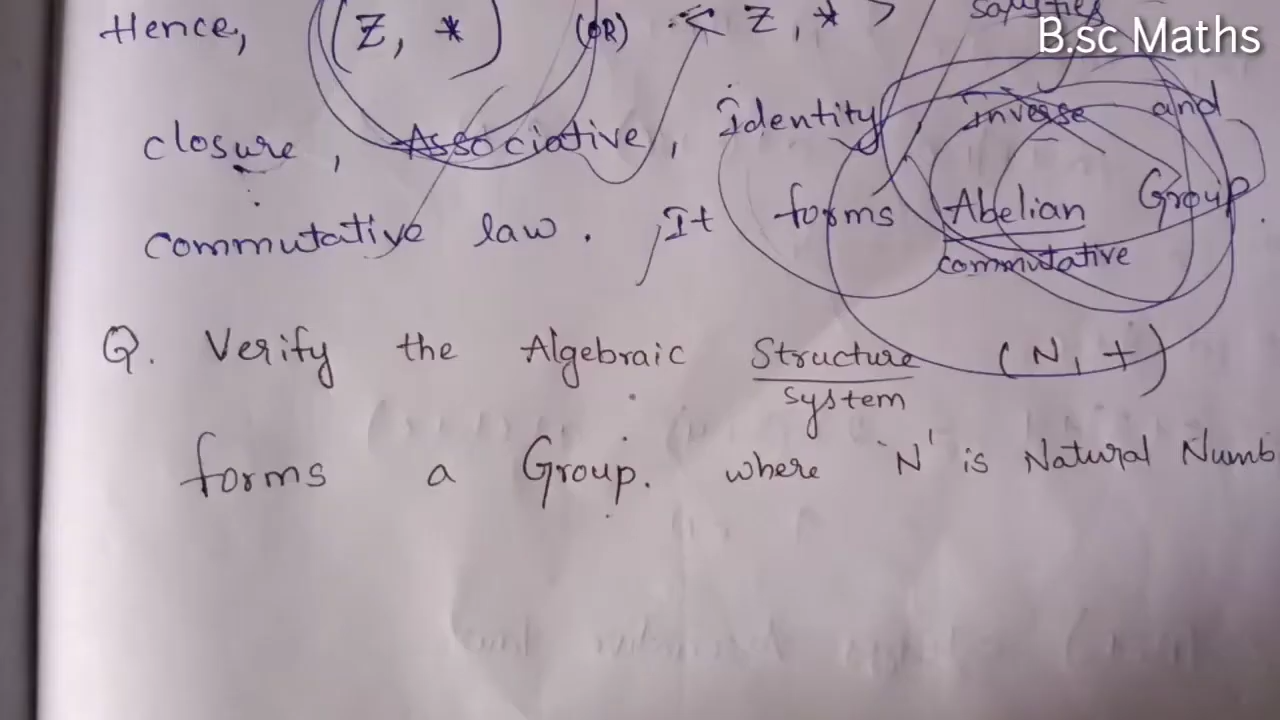 Hence, (Z, *) (OR) < Z, * > satisfies
B.sc Maths
closure, Associative, Identity, inverse and
commutative law. It forms Abelian Group.
commutative
Q. Verify the Algebraic Structure (N, +)
system
forms a Group. where 'N' is Natural Numb